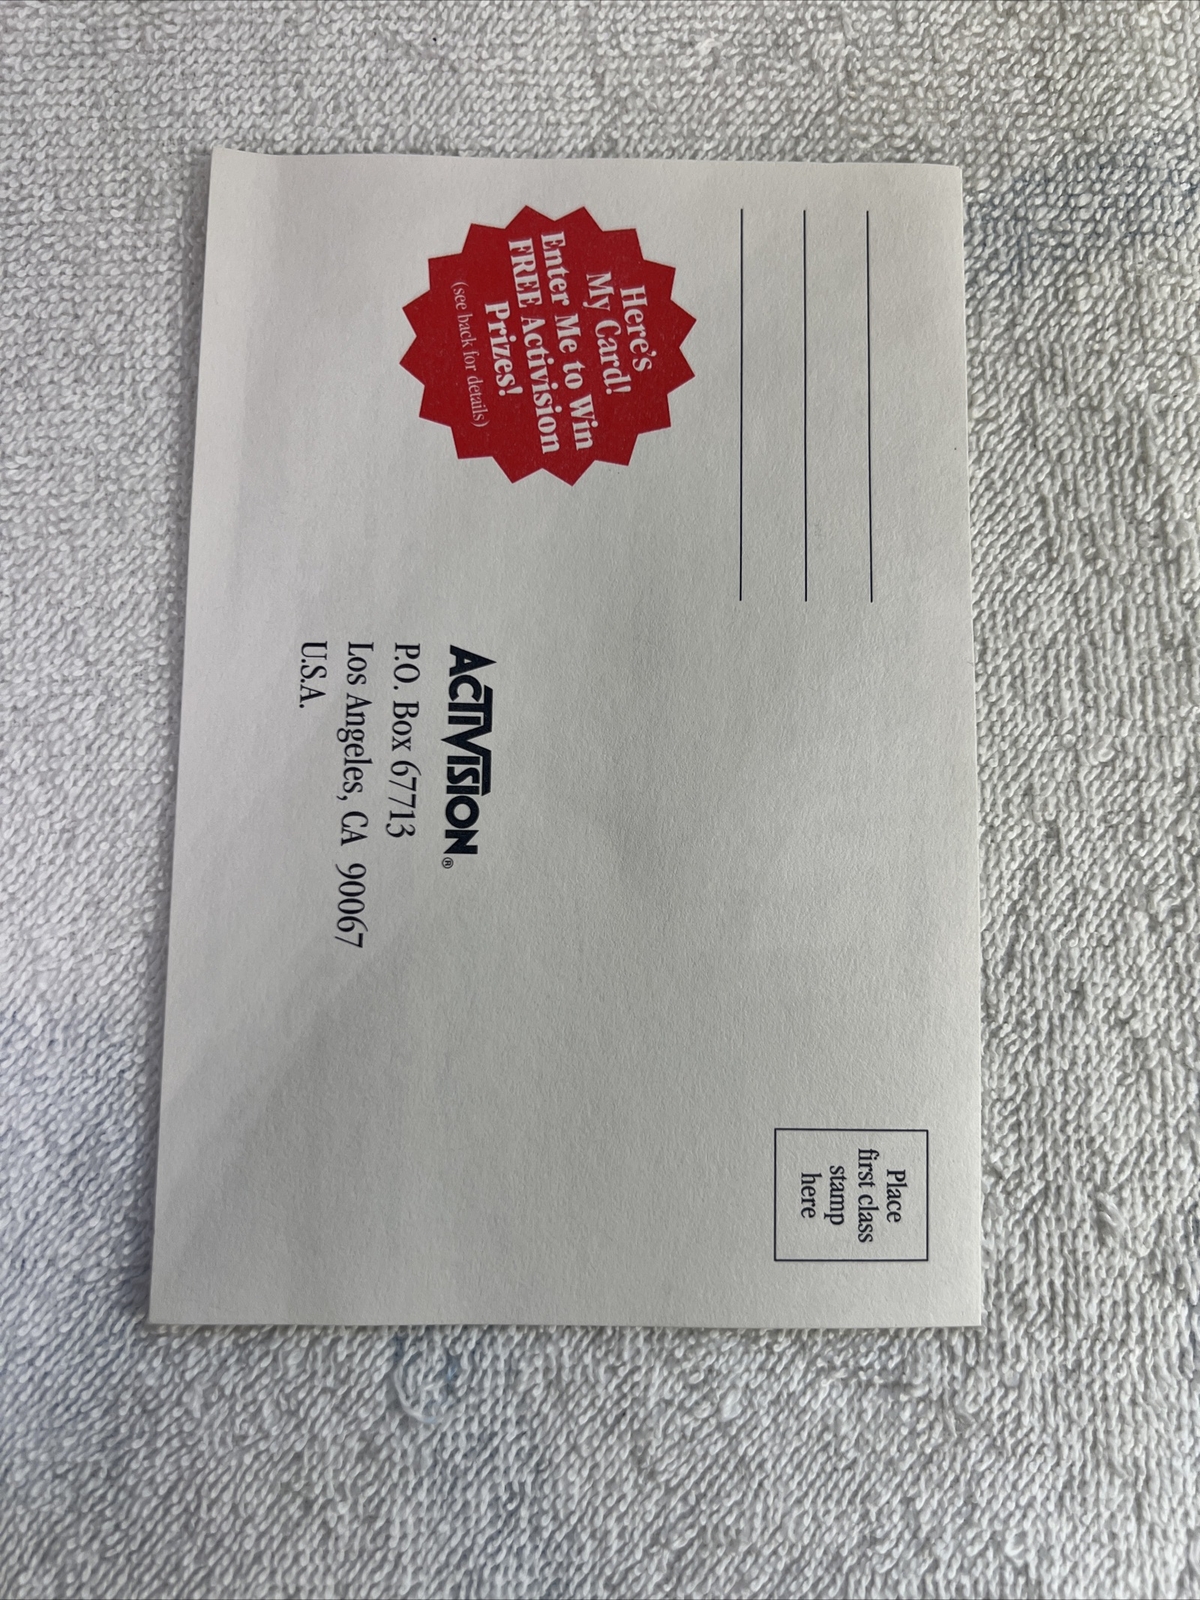 Place
first class
stamp
here
Here's
My Card!
Enter Me to Win
FREE Activision
Prizes!
(see back for details)
ACTIVISION®
P.O. Box 67713
Los Angeles, CA 90067
U.S.A.